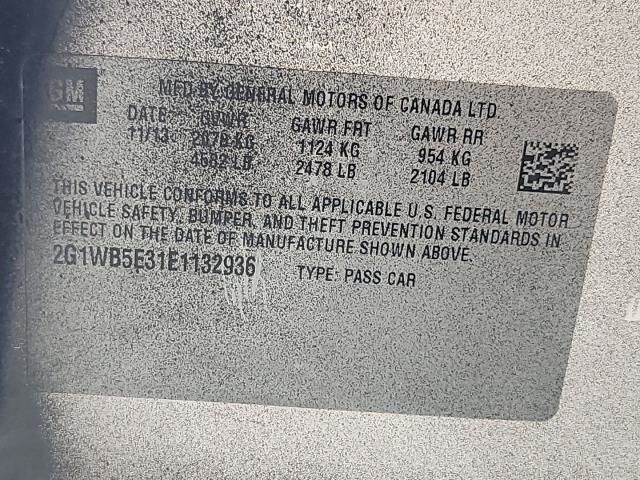 GM
MFD BY GENERAL MOTORS OF CANADA LTD
DATE GVWR GAWR FRT GAWR RR
11/13 2078 KG 1124 KG 954 KG
4582 LB 2478 LB 2104 LB
THIS VEHICLE CONFORMS TO ALL APPLICABLE U.S. FEDERAL MOTOR
VEHICLE SAFETY, BUMPER, AND THEFT PREVENTION STANDARDS IN
EFFECT ON THE DATE OF MANUFACTURE SHOWN ABOVE.
2G1WB5E31E1132936 TYPE: PASS CAR